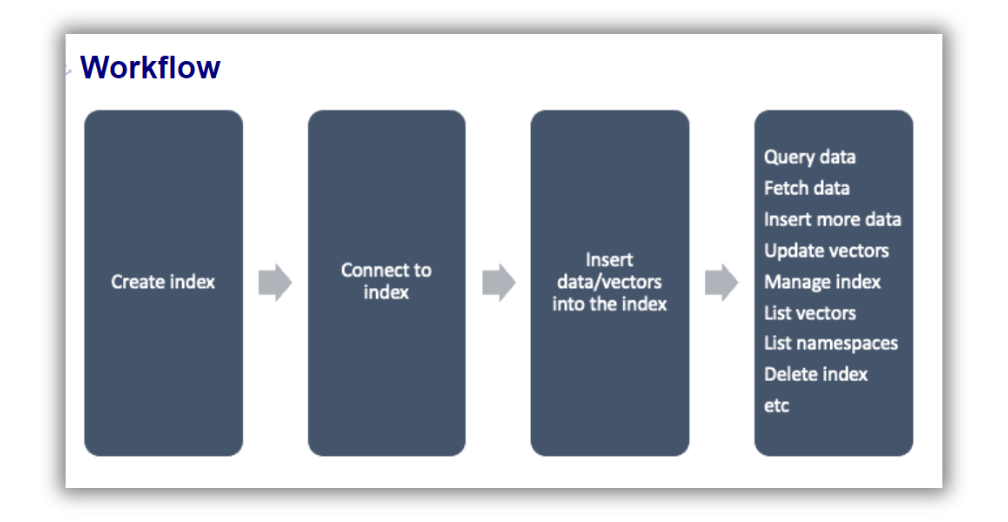 Workflow
Create index
Connect to
index
Insert
data/vectors
into the index
Query data
Fetch data
Insert more data
Update vectors
Manage index
List vectors
List namespaces
Delete index
etc